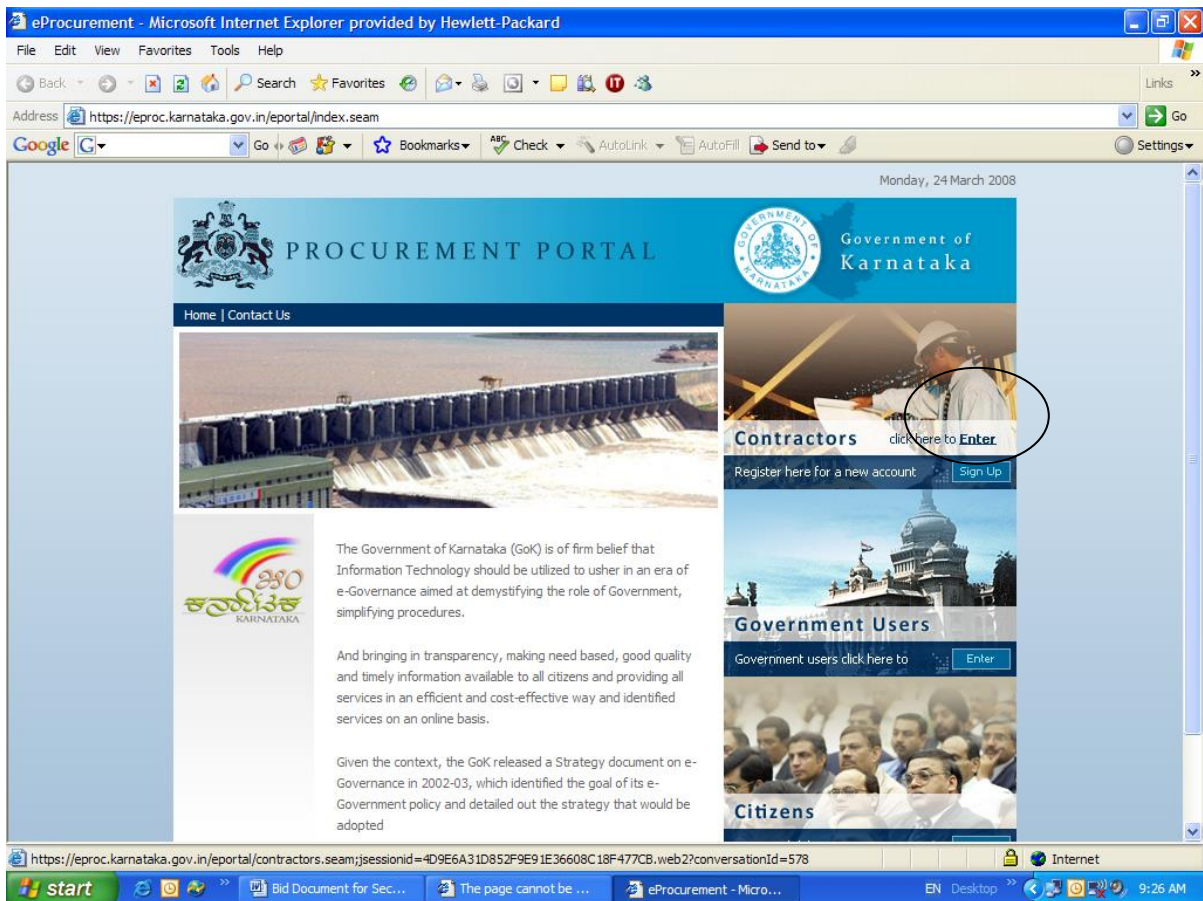 eProcurement - Microsoft Internet Explorer provided by Hewlett-Packard
File Edit View Favorites Tools Help
Back Search Favorites Links
Address https://eproc.karnataka.gov.in/eportal/index.seam Go
Google G Go Bookmarks ABC Check AutoLink AutoFill Send to Settings
Monday, 24 March 2008
PROCUREMENT PORTAL
GOVERNMENT OF KARNATAKA
Government of
Karnataka
Home | Contact Us
Contractors click here to Enter
Register here for a new account Sign Up
KARNATAKA
The Government of Karnataka (GoK) is of firm belief that
Information Technology should be utilized to usher in an era of
e-Governance aimed at demystifying the role of Government,
simplifying procedures.
And bringing in transparency, making need based, good quality
and timely information available to all citizens and providing all
services in an efficient and cost-effective way and identified
services on an online basis.
Given the context, the GoK released a Strategy document on e-
Governance in 2002-03, which identified the goal of its e-
Government policy and detailed out the strategy that would be
adopted
Government Users
Government users click here to Enter
Citizens
https://eproc.karnataka.gov.in/eportal/contractors.seam;jsessionid=4D9E6A31D852F9E91E36608C18F477CB.web2?conversationId=578 Internet
start Bid Document for Sec... The page cannot be ... eProcurement - Micro... EN Desktop 9:26 AM